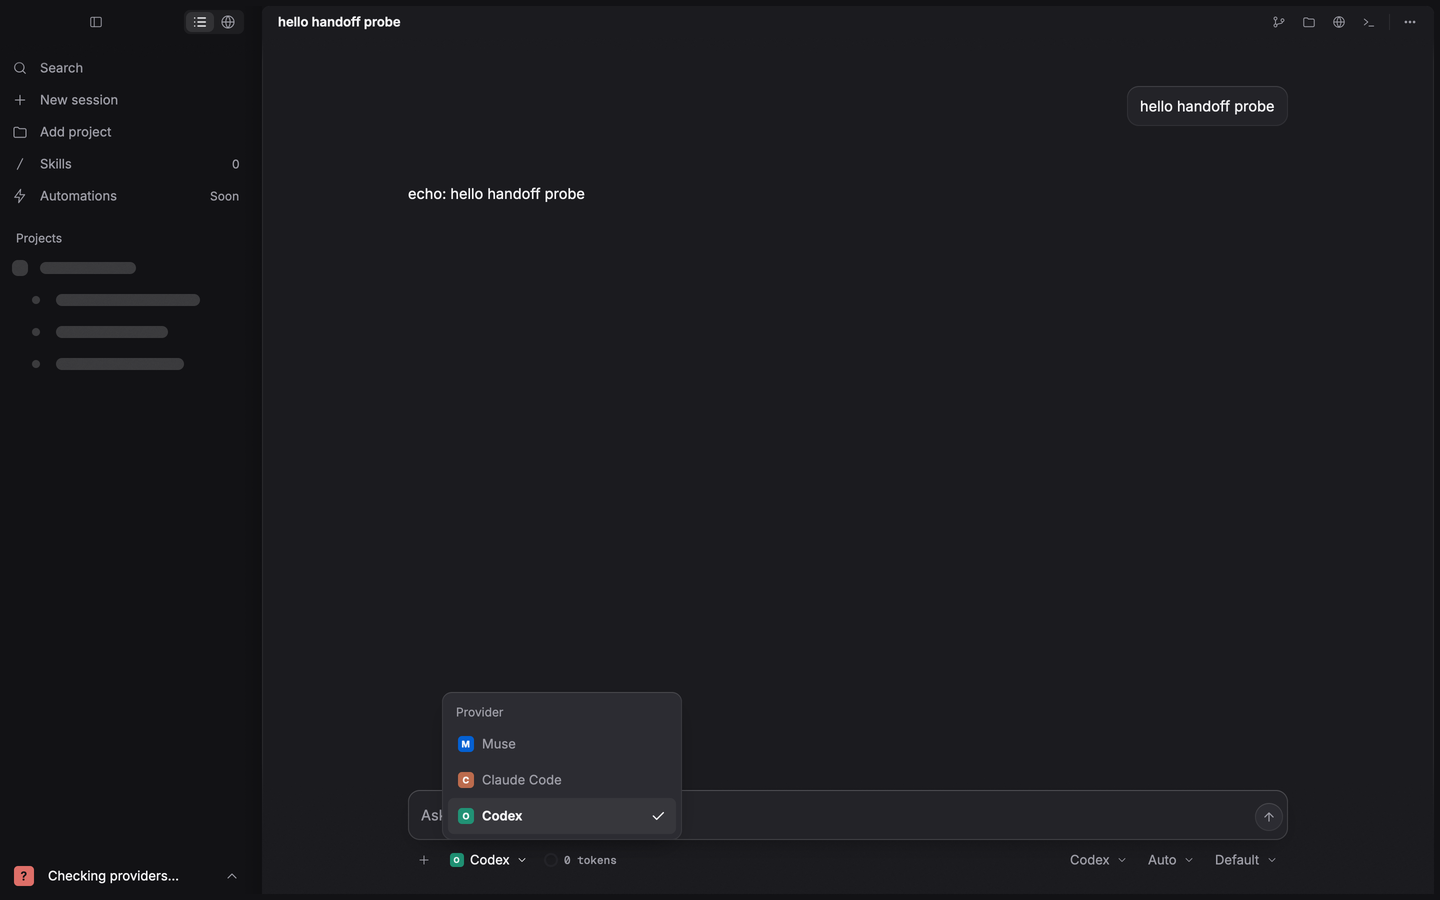 hello handoff probe
Search
New session
Add project
Skills 0
Automations Soon
Projects
hello handoff probe
echo: hello handoff probe
Provider
M Muse
C Claude Code
O Codex
Ask
O Codex 0 tokens
Codex Auto Default
? Checking providers...